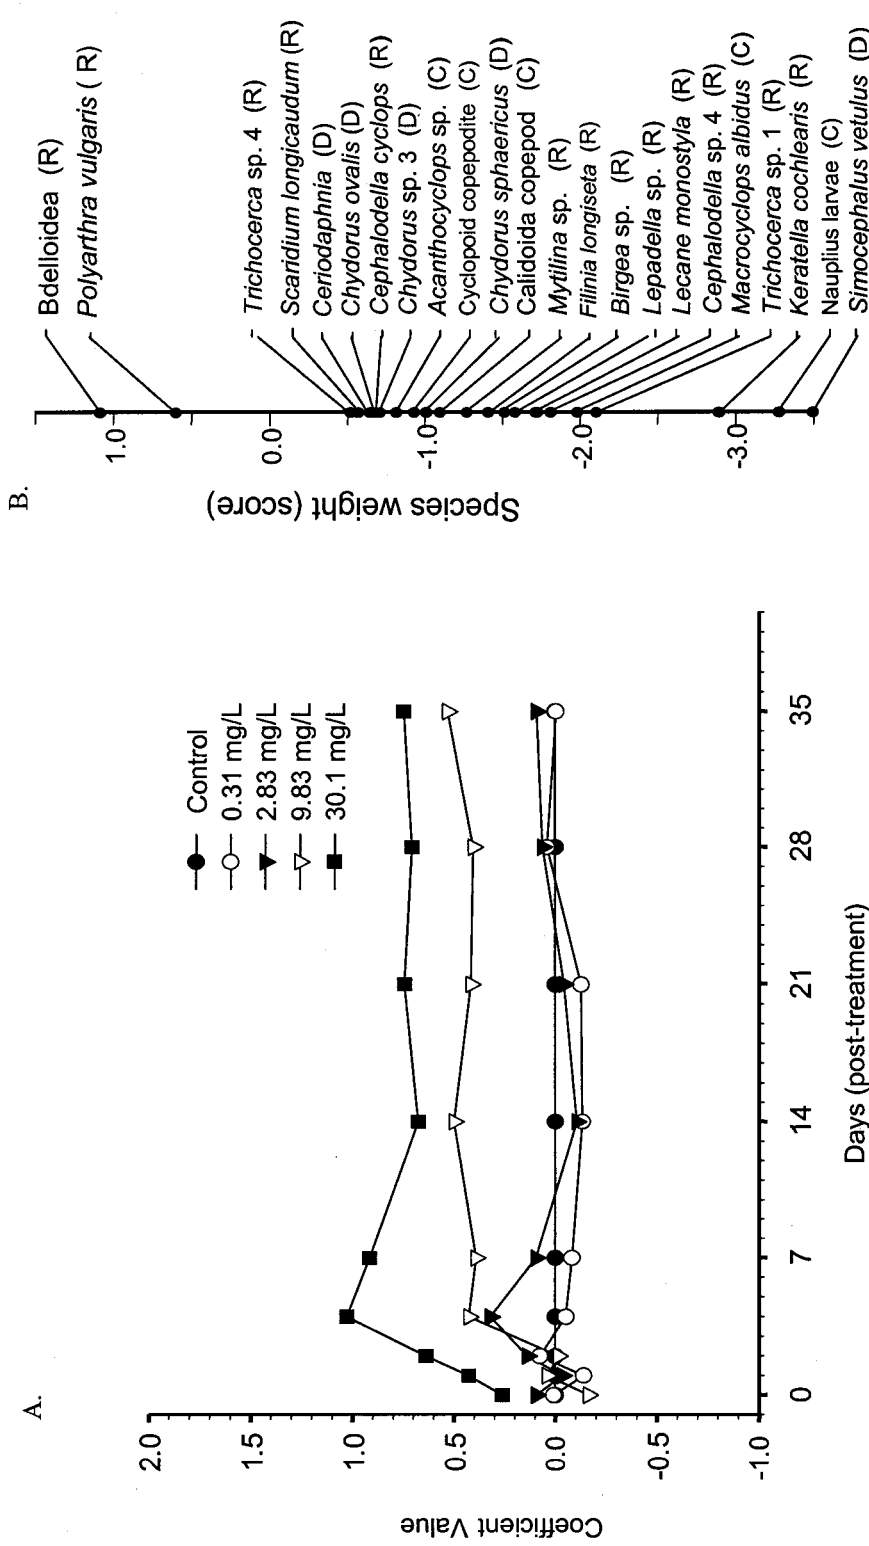 A.
Coefficient Value
2.0
1.5
1.0
0.5
0.0
-0.5
-1.0
0
7
14
21
28
35
Days (post-treatment)
Control
0.31 mg/L
2.83 mg/L
9.83 mg/L
30.1 mg/L
B.
Species weight (score)
1.0
0.0
-1.0
-2.0
-3.0
Bdelloidea (R)
Polyarthra vulgaris ( R)
Trichocerca sp. 4 (R)
Scaridium longicaudum (R)
Ceriodaphnia (D)
Chydorus ovalis (D)
Cephalodella cyclops (R)
Chydorus sp. 3 (D)
Acanthocyclops sp. (C)
Cyclopoid copepodite (C)
Chydorus sphaericus (D)
Calidoida copepod (C)
Mytilina sp. (R)
Filinia longiseta (R)
Birgea sp. (R)
Lepadella sp. (R)
Lecane monostyla (R)
Cephalodella sp. 4 (R)
Macrocyclops albidus (C)
Trichocerca sp. 1 (R)
Keratella cochlearis (R)
Nauplius larvae (C)
Simocephalus vetulus (D)